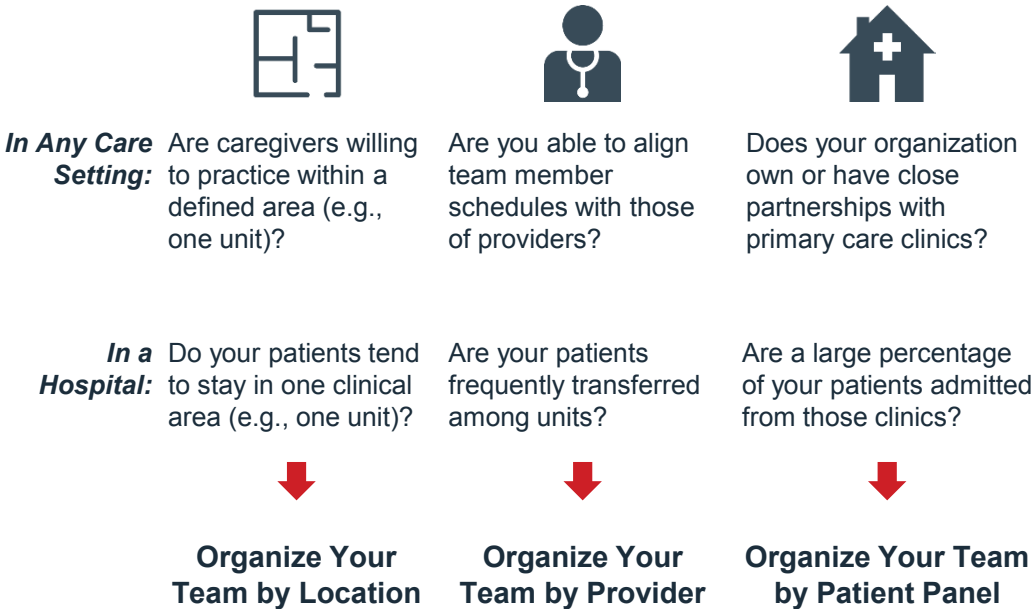 In Any Care
Setting:
Are caregivers willing
to practice within a
defined area (e.g.,
one unit)?
Are you able to align
team member
schedules with those
of providers?
Does your organization
own or have close
partnerships with
primary care clinics?
In a
Hospital:
Do your patients tend
to stay in one clinical
area (e.g., one unit)?
Are your patients
frequently transferred
among units?
Are a large percentage
of your patients admitted
from those clinics?
Organize Your
Team by Location
Organize Your
Team by Provider
Organize Your Team
by Patient Panel